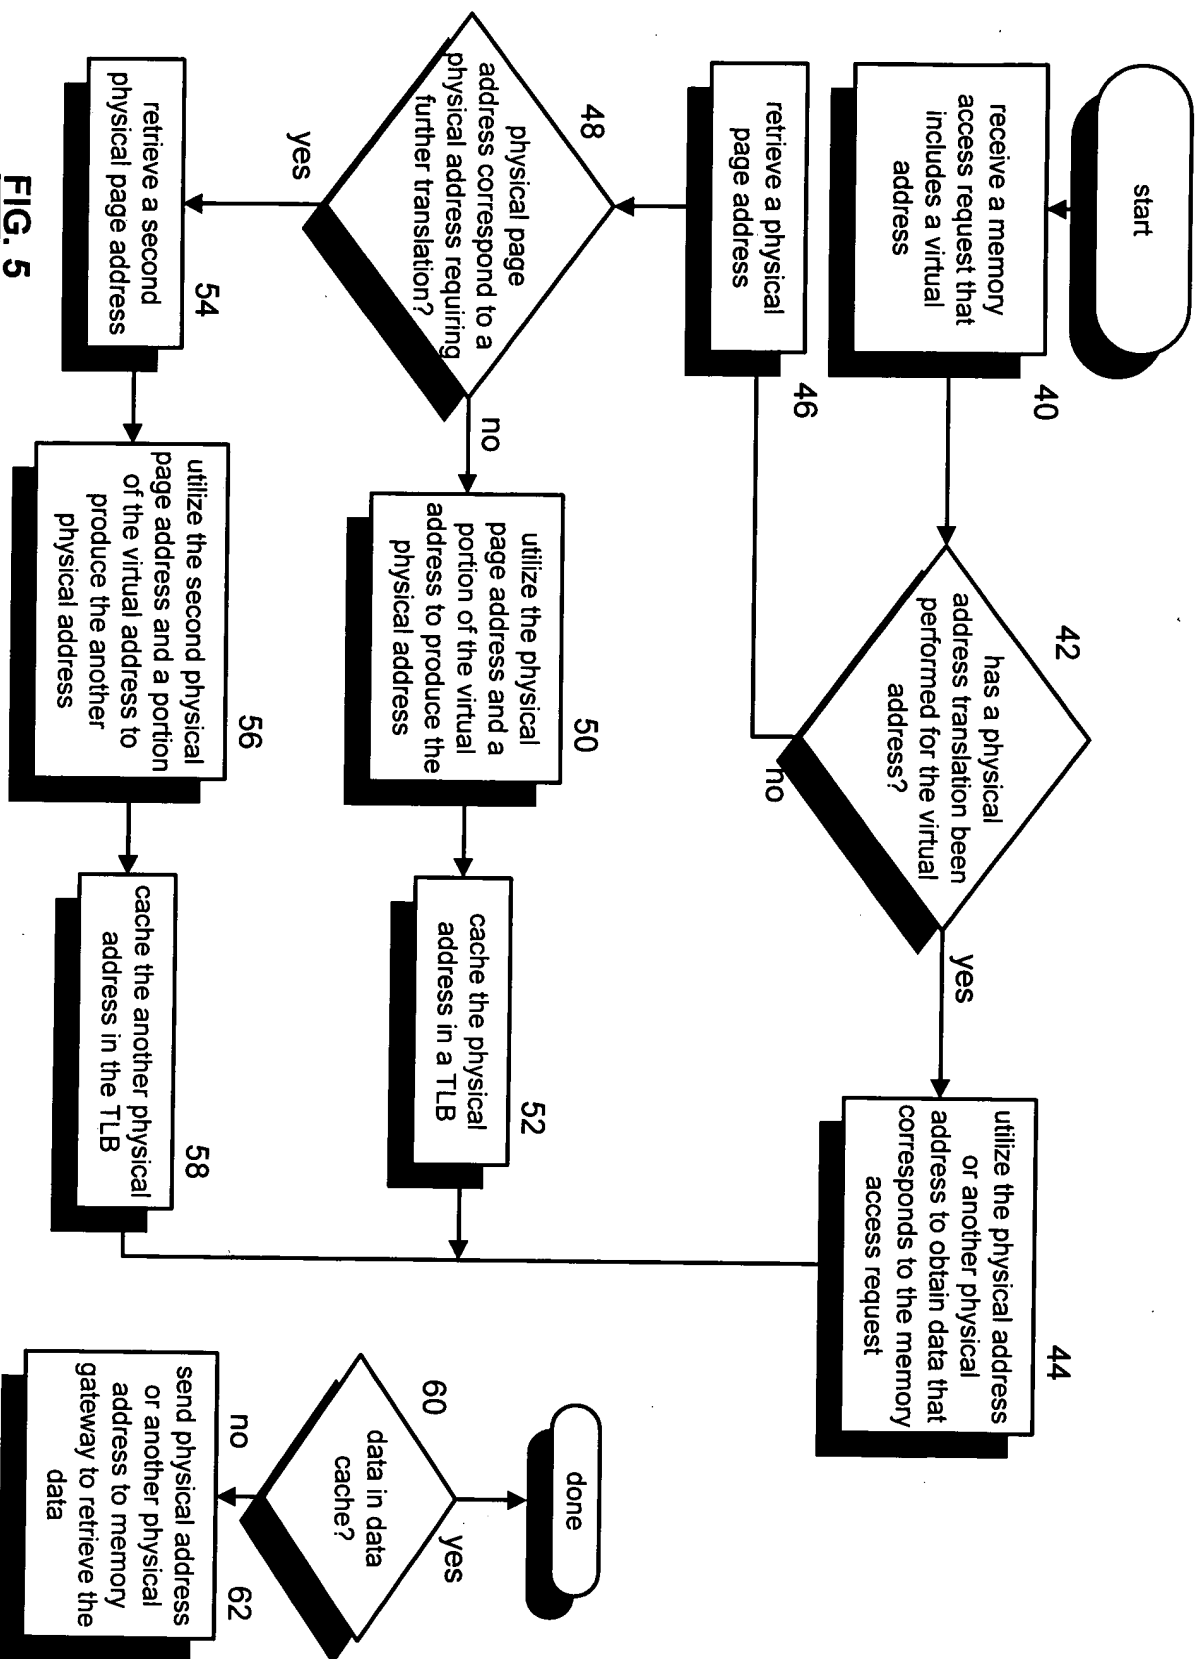 start
receive a memory
access request that
includes a virtual
address
40
42
has a physical
address translation been
performed for the virtual
address?
yes
no
44
utilize the physical address
or another physical
address to obtain data that
corresponds to the memory
access request
46
retrieve a physical
page address
48
physical page
address correspond to a
physical address requiring
further translation?
no
yes
50
utilize the physical
page address and a
portion of the virtual
address to produce the
physical address
52
cache the physical
address in a TLB
54
retrieve a second
physical page address
56
utilize the second physical
page address and a portion
of the virtual address to
produce the another
physical address
58
cache the another physical
address in the TLB
done
60
data in data
cache?
yes
no
62
send physical address
or another physical
address to memory
gateway to retrieve the
data
FIG. 5